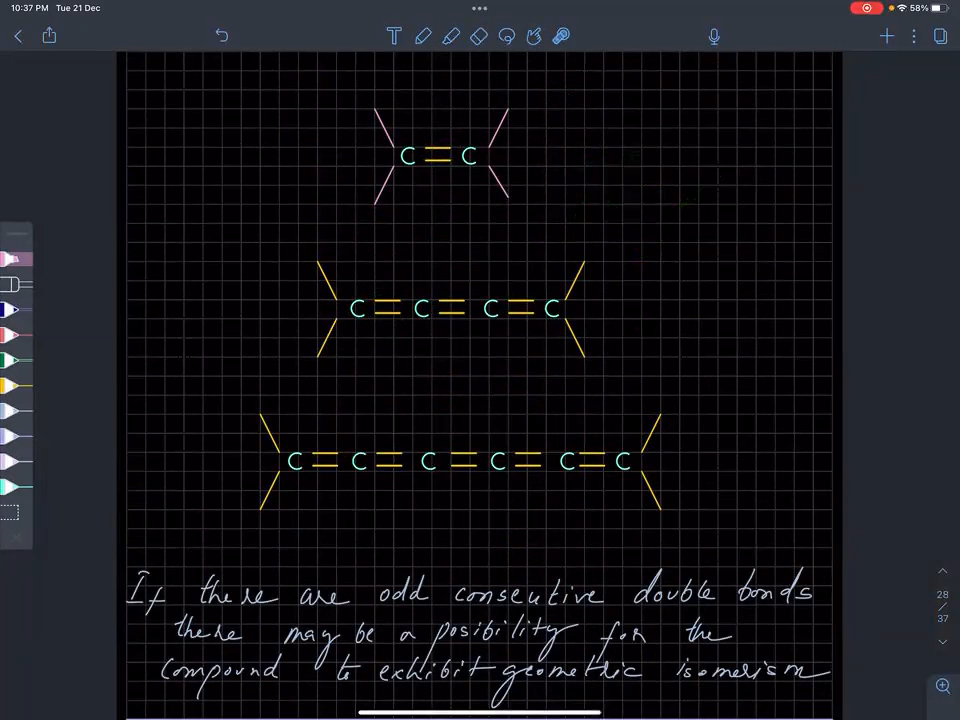 10:37 PM Tue 21 Dec
58%
C = C
C = C = C = C
C = C = C = C = C = C
28
/
37
If there are odd consecutive double bonds
there may be a posibility for the
compound to exhibit geometric isomerism